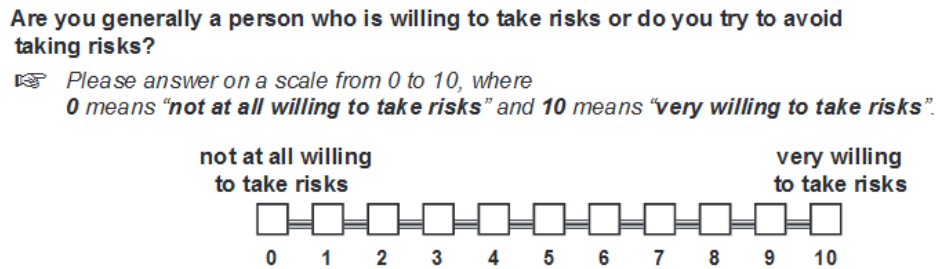 Are you generally a person who is willing to take risks or do you try to avoid
taking risks?
☞ Please answer on a scale from 0 to 10, where
0 means “not at all willing to take risks” and 10 means “very willing to take risks”.
not at all willing
to take risks
very willing
to take risks
0 1 2 3 4 5 6 7 8 9 10